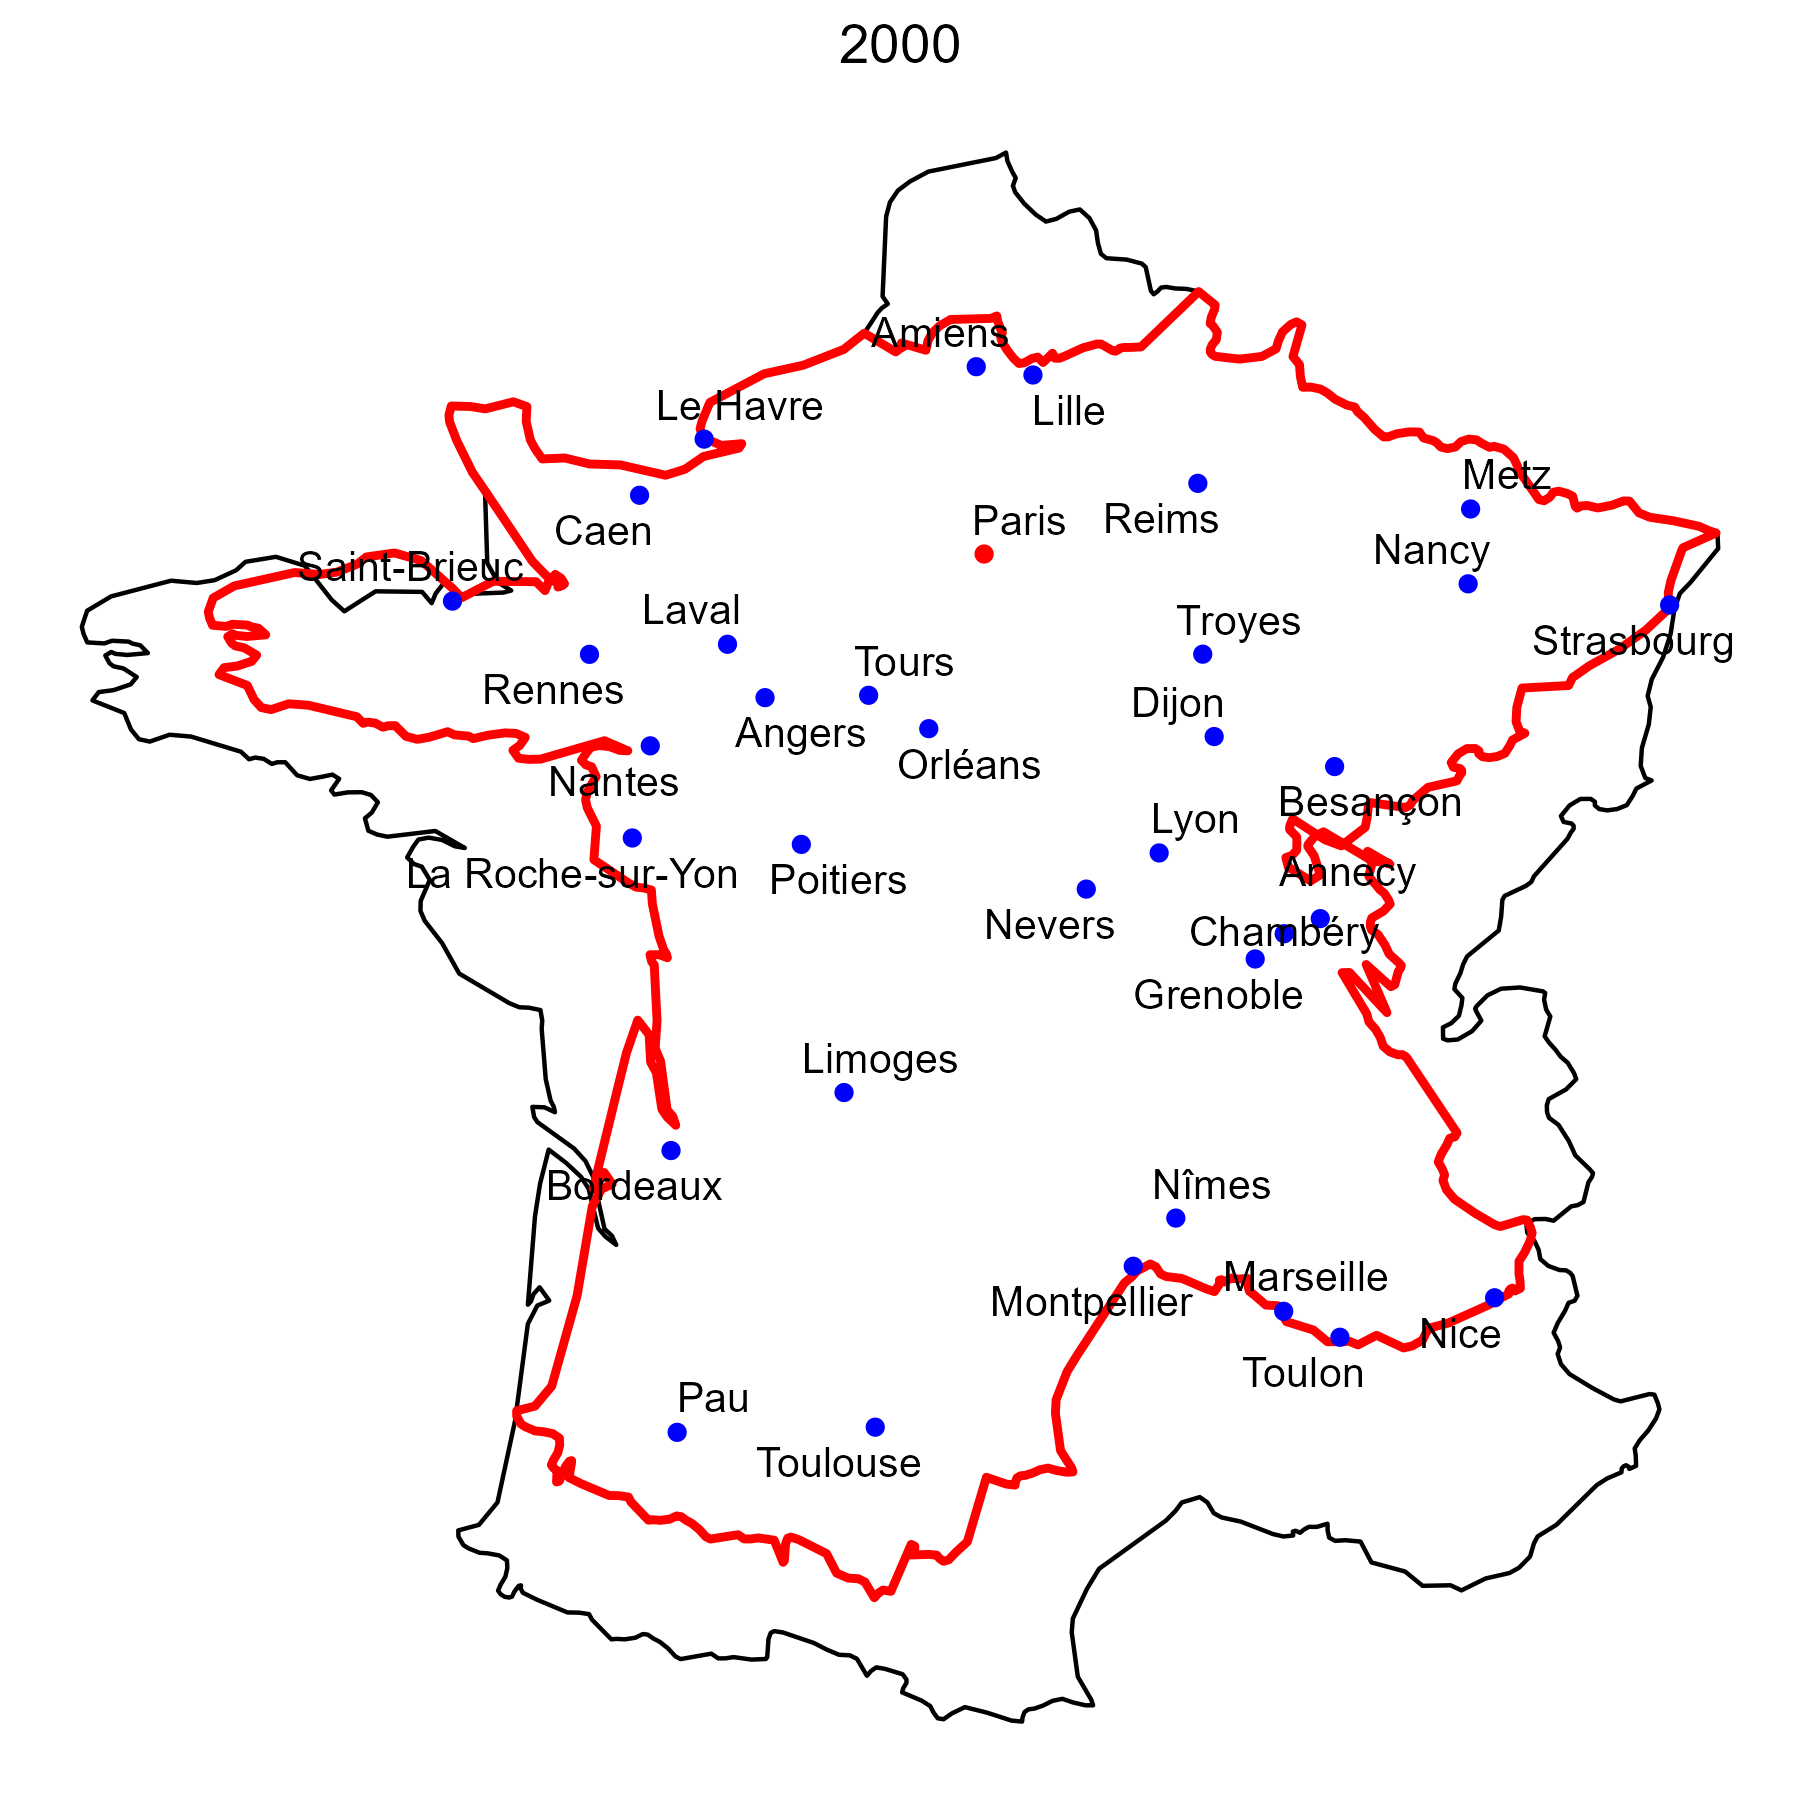 2000
Amiens
Le Havre
Lille
Metz
Caen
Paris
Reims
Nancy
Saint-Brieuc
Laval
Troyes
Strasbourg
Rennes
Tours
Dijon
Angers
Orléans
Nantes
Besançon
Lyon
La Roche-sur-Yon
Poitiers
Annecy
Nevers
Chambéry
Grenoble
Limoges
Bordeaux
Nîmes
Marseille
Montpellier
Nice
Toulon
Pau
Toulouse